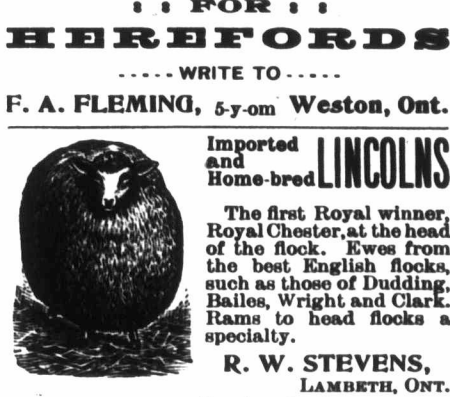 : : FOR : :
HEREFORDS
----- WRITE TO -----
F. A. FLEMING, 5-y-om Weston, Ont.
Imported
and
Home-bred LINCOLNS
The first Royal winner,
Royal Chester, at the head
of the flock. Ewes from
the best English flocks,
such as those of Dudding,
Bailes, Wright and Clark.
Rams to head flocks a
specialty.
R. W. STEVENS,
LAMBETH, ONT.